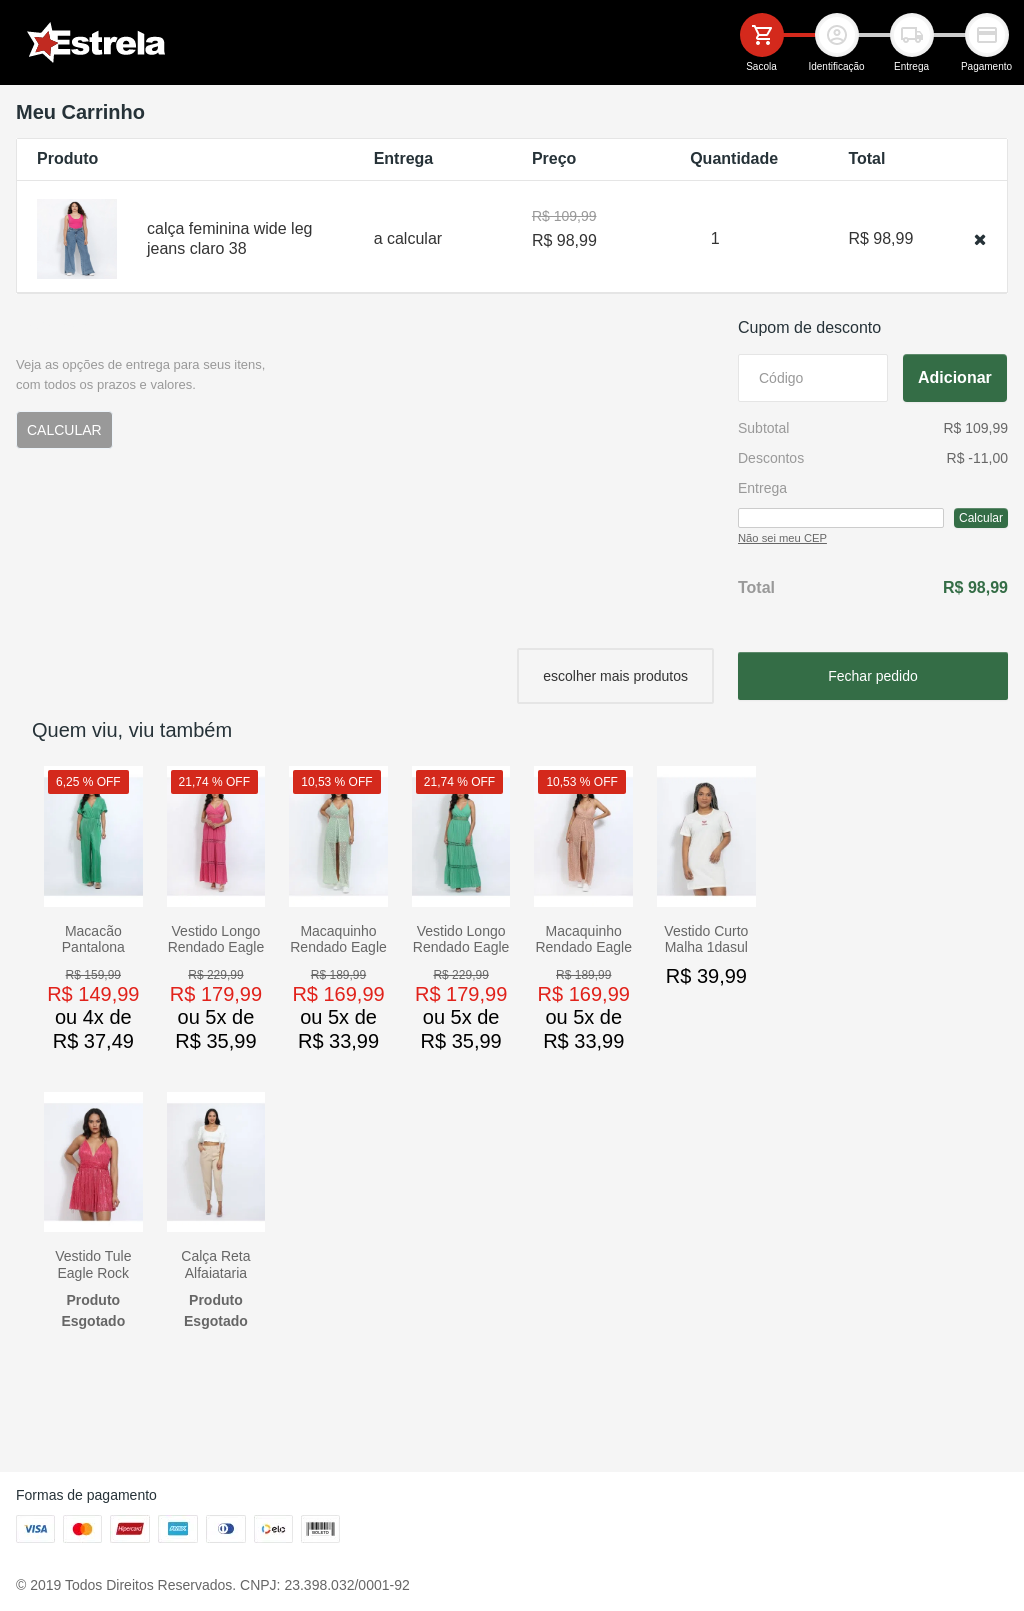 Estrela
Sacola
Identificação
Entrega
Pagamento
Meu Carrinho
Produto
Entrega
Preço
Quantidade
Total
calça feminina wide leg
jeans claro 38
a calcular
R$ 109,99
R$ 98,99
1
R$ 98,99
Veja as opções de entrega para seus itens,
com todos os prazos e valores.
CALCULAR
Cupom de desconto
Código
Adicionar
Subtotal
R$ 109,99
Descontos
R$ -11,00
Entrega
Calcular
Não sei meu CEP
Total
R$ 98,99
escolher mais produtos
Fechar pedido
Quem viu, viu também
6,25 % OFF
Macacão
Pantalona
R$ 159,99
R$ 149,99
ou 4x de
R$ 37,49
21,74 % OFF
Vestido Longo
Rendado Eagle
R$ 229,99
R$ 179,99
ou 5x de
R$ 35,99
10,53 % OFF
Macaquinho
Rendado Eagle
R$ 189,99
R$ 169,99
ou 5x de
R$ 33,99
21,74 % OFF
Vestido Longo
Rendado Eagle
R$ 229,99
R$ 179,99
ou 5x de
R$ 35,99
10,53 % OFF
Macaquinho
Rendado Eagle
R$ 189,99
R$ 169,99
ou 5x de
R$ 33,99
Vestido Curto
Malha 1dasul
R$ 39,99
Vestido Tule
Eagle Rock
Produto
Esgotado
Calça Reta
Alfaiataria
Produto
Esgotado
Formas de pagamento
VISA
Hipercard
elo
BOLETO
© 2019 Todos Direitos Reservados. CNPJ: 23.398.032/0001-92